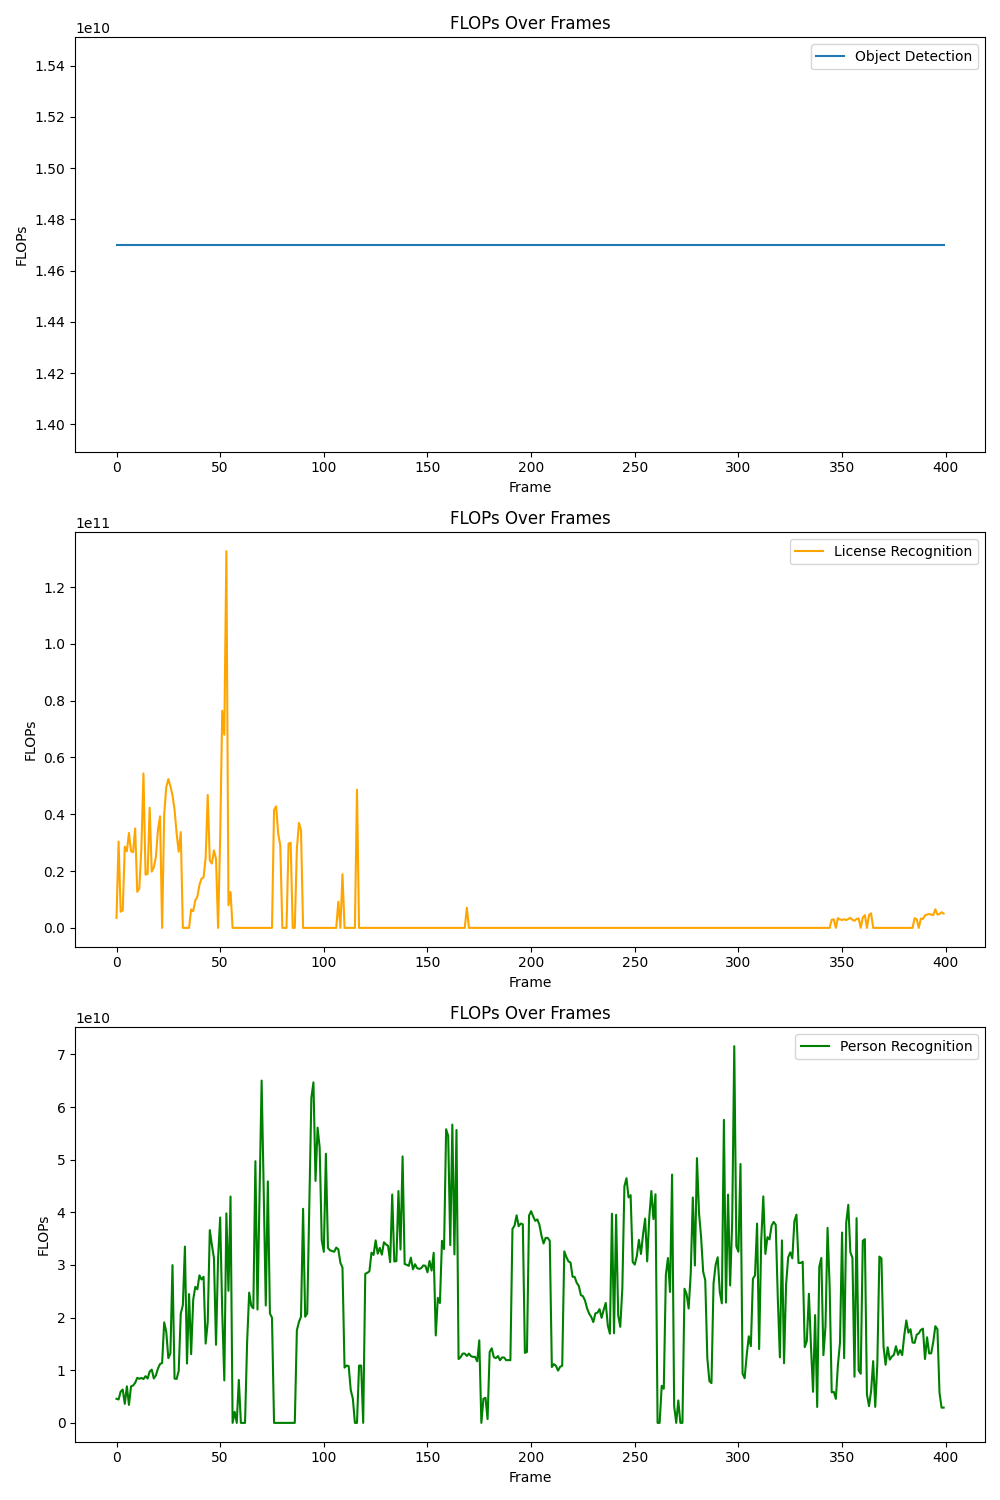 FLOPs Over Frames
1e10
Object Detection
1.54
1.52
1.50
1.48
1.46
1.44
1.42
1.40
FLOPs
0 50 100 150 200 250 300 350 400
Frame
FLOPs Over Frames
1e11
License Recognition
1.2
1.0
0.8
0.6
0.4
0.2
0.0
FLOPs
0 50 100 150 200 250 300 350 400
Frame
FLOPs Over Frames
1e10
Person Recognition
7
6
5
4
3
2
1
0
FLOPs
0 50 100 150 200 250 300 350 400
Frame